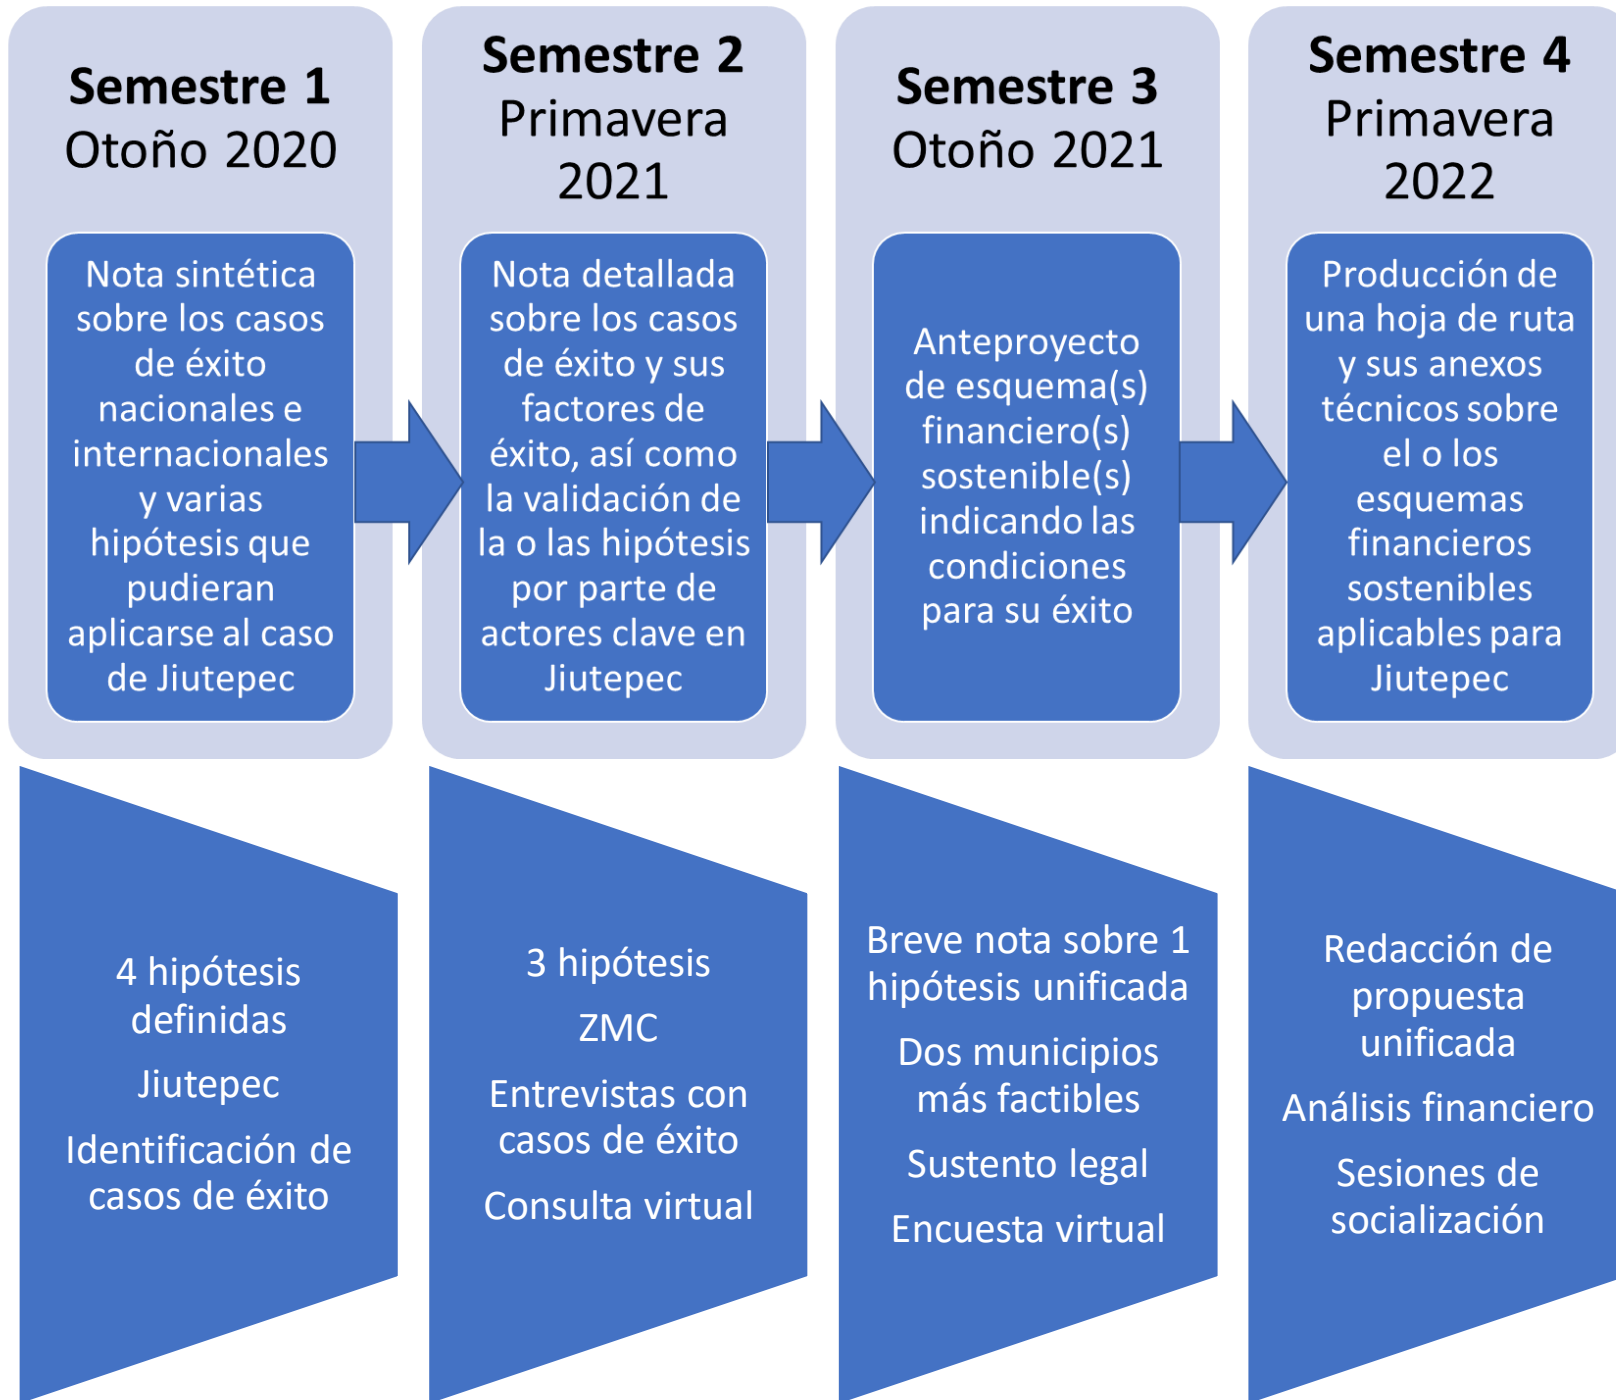 Semestre 1
Otoño 2020
Nota sintética
sobre los casos
de éxito
nacionales e
internacionales
y varias
hipótesis que
pudieran
aplicarse al caso
de Jiutepec
Semestre 2
Primavera
2021
Nota detallada
sobre los casos
de éxito y sus
factores de
éxito, así como
la validación de
la o las hipótesis
por parte de
actores clave en
Jiutepec
Semestre 3
Otoño 2021
Anteproyecto
de esquema(s)
financiero(s)
sostenible(s)
indicando las
condiciones
para su éxito
Semestre 4
Primavera
2022
Producción de
una hoja de ruta
y sus anexos
técnicos sobre
el o los
esquemas
financieros
sostenibles
aplicables para
Jiutepec
4 hipótesis
definidas
Jiutepec
Identificación de
casos de éxito
3 hipótesis
ZMC
Entrevistas con
casos de éxito
Consulta virtual
Breve nota sobre 1
hipótesis unificada
Dos municipios
más factibles
Sustento legal
Encuesta virtual
Redacción de
propuesta
unificada
Análisis financiero
Sesiones de
socialización